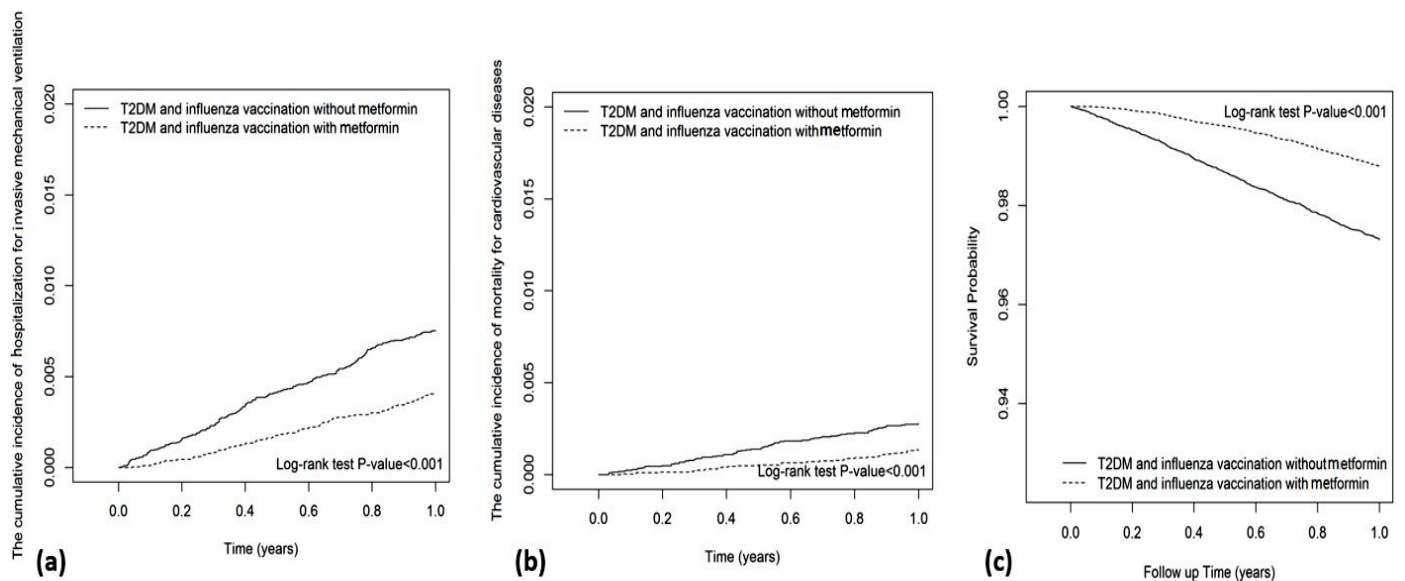 The cumulative incidence of hospitalization for invasive mechanical ventilation
0.020
0.015
0.010
0.005
0.000
T2DM and influenza vaccination without metformin
T2DM and influenza vaccination with metformin
Log-rank test P-value<0.001
0.0 0.2 0.4 0.6 0.8 1.0
Time (years)
(a)
The cumulative incidence of mortality for cardiovascular diseases
0.020
0.015
0.010
0.005
0.000
T2DM and influenza vaccination without metformin
T2DM and influenza vaccination with metformin
Log-rank test P-value<0.001
0.0 0.2 0.4 0.6 0.8 1.0
Time (years)
(b)
Survival Probability
1.00
0.98
0.96
0.94
Log-rank test P-value<0.001
T2DM and influenza vaccination without metformin
T2DM and influenza vaccination with metformin
0.0 0.2 0.4 0.6 0.8 1.0
Follow up Time (years)
(c)